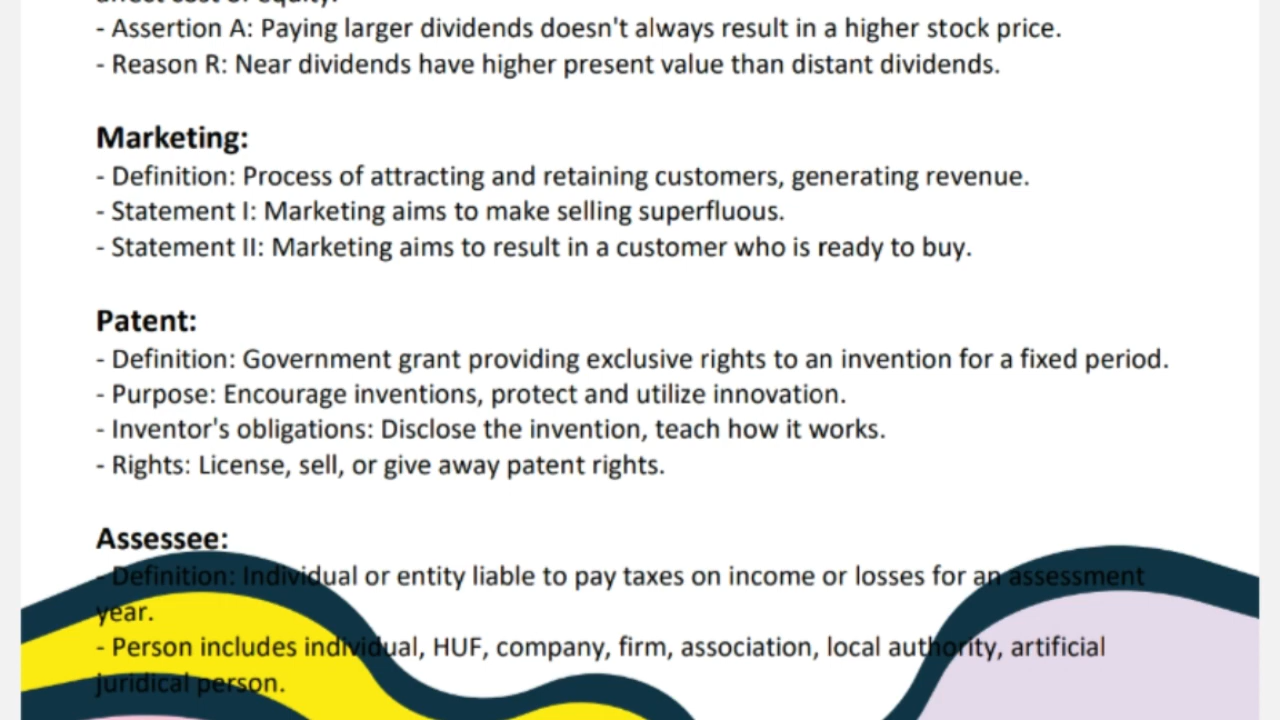 affect cost of equity.
- Assertion A: Paying larger dividends doesn't always result in a higher stock price.
- Reason R: Near dividends have higher present value than distant dividends.
Marketing:
- Definition: Process of attracting and retaining customers, generating revenue.
- Statement I: Marketing aims to make selling superfluous.
- Statement II: Marketing aims to result in a customer who is ready to buy.
Patent:
- Definition: Government grant providing exclusive rights to an invention for a fixed period.
- Purpose: Encourage inventions, protect and utilize innovation.
- Inventor's obligations: Disclose the invention, teach how it works.
- Rights: License, sell, or give away patent rights.
Assessee:
- Definition: Individual or entity liable to pay taxes on income or losses for an assessment
year.
- Person includes individual, HUF, company, firm, association, local authority, artificial
juridical person.